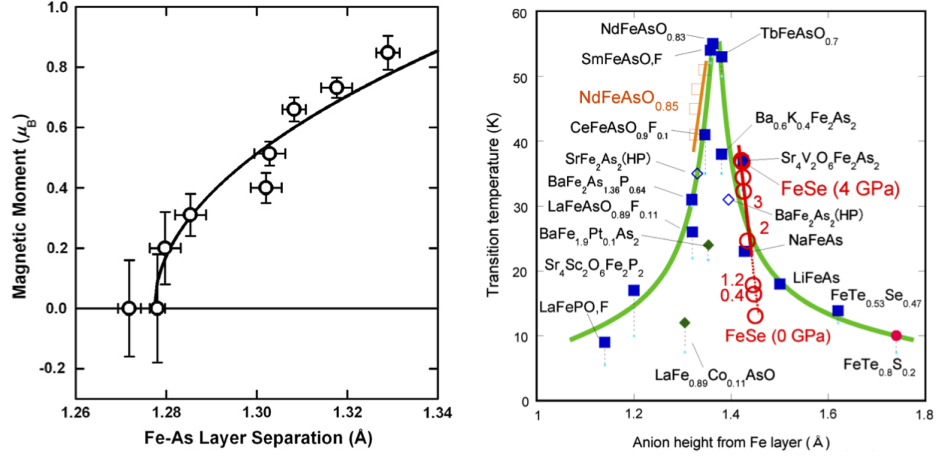 Magnetic Moment (μB)
1.0
0.8
0.6
0.4
0.2
0.0
-0.2
1.26
1.28
1.30
1.32
1.34
Fe-As Layer Separation (Å)
Transition temperature (K)
60
50
40
30
20
10
0
1
1.2
1.4
1.6
1.8
Anion height from Fe layer (Å)
NdFeAsO0.83
TbFeAsO0.7
SmFeAsO,F
NdFeAsO0.85
CeFeAsO0.9F0.1
Ba0.6K0.4Fe2As2
SrFe2As2(HP)
Sr4V2O6Fe2As2
BaFe2As1.36P0.64
FeSe (4 GPa)
3
LaFeAsO0.89F0.11
BaFe2As2(HP)
2
BaFe1.9Pt0.1As2
NaFeAs
Sr4Sc2O6Fe2P2
1.2
LiFeAs
0.4
FeTe0.53Se0.47
LaFePO,F
FeSe (0 GPa)
FeTe0.8S0.2
LaFe0.89Co0.11AsO